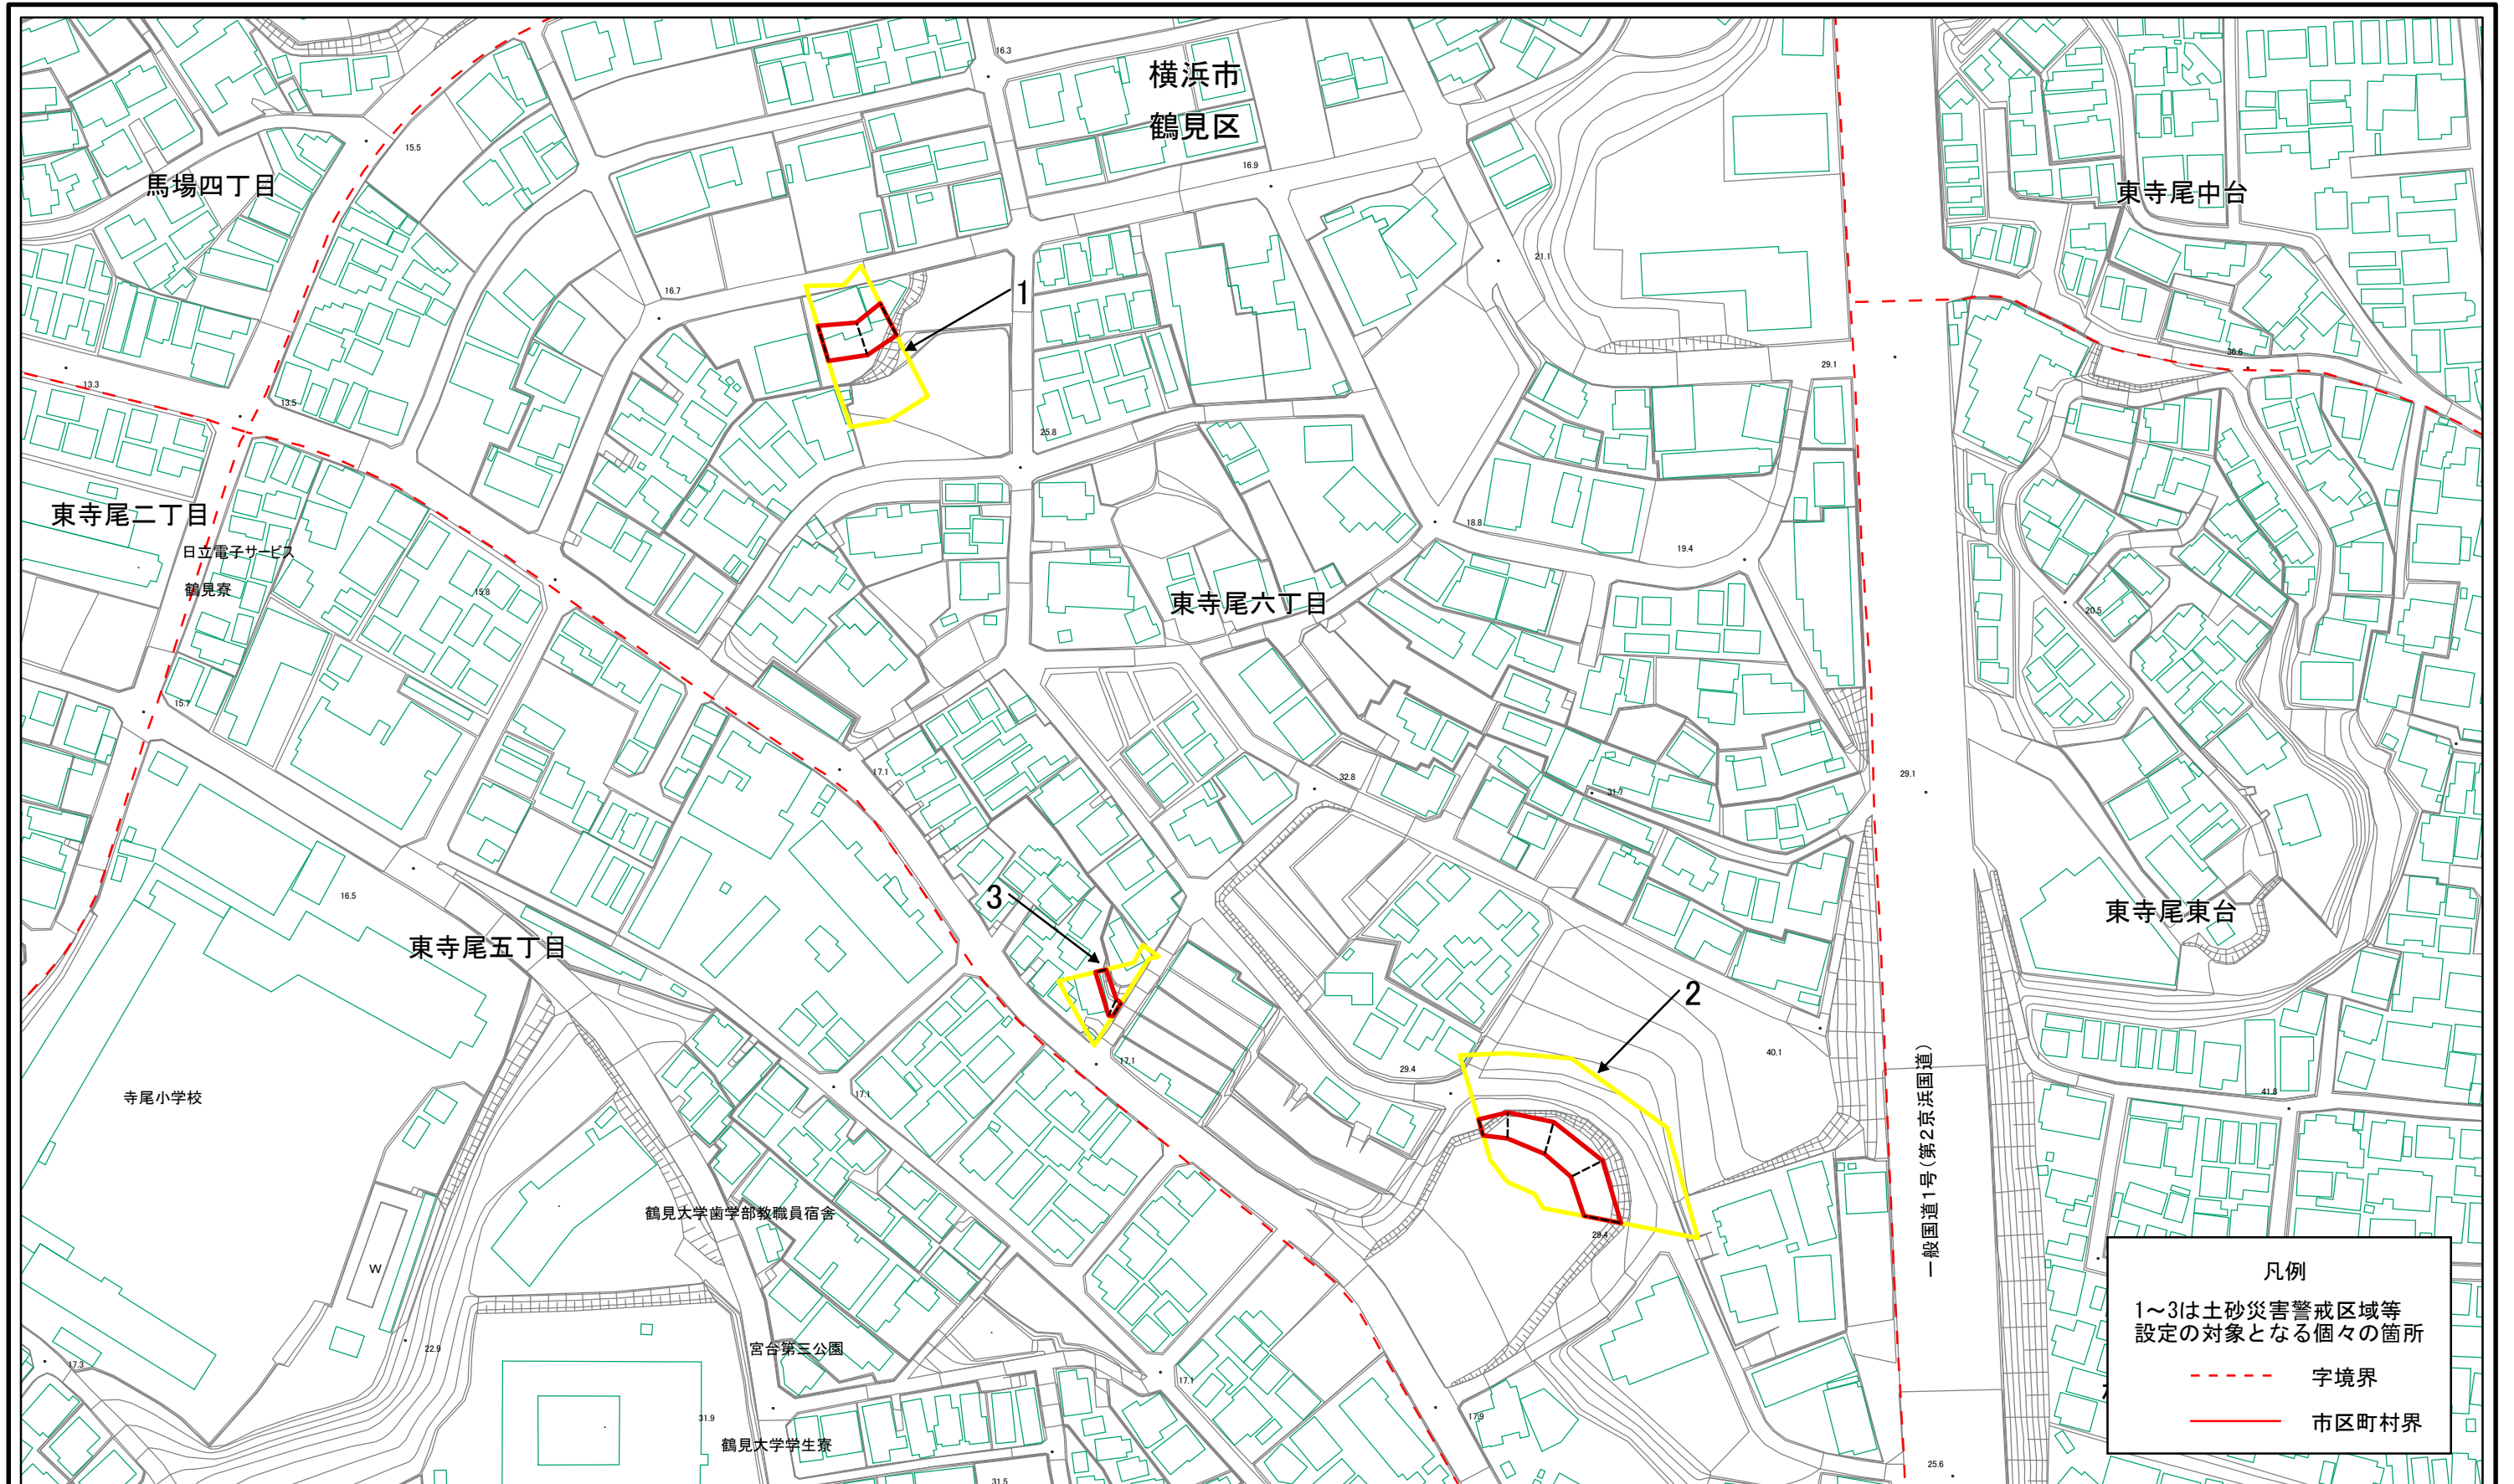 16.3
横浜市
鶴見区
15.5
16.9
馬場四丁目
東寺尾中台
21.1
16.7
1
36.6
29.1
13.3
13.5
25.8
東寺尾二丁目
18.8
19.4
日立電子サービス
鶴見寮
15.8
東寺尾六丁目
20.5
15.7
17.1
32.8
29.1
31.7
16.5
3
東寺尾五丁目
東寺尾東台
2
17.1
29.4
40.1
一般国道1号(第2京浜国道)
寺尾小学校
17.1
41.8
鶴見大学歯学部教職員宿舎
29.4
W
凡例
1～3は土砂災害警戒区域等
設定の対象となる個々の箇所
字境界
市区町村界
宮台第三公園
22.9
17.3
17.1
31.9
17.9
鶴見大学学生寮
25.6
31.5